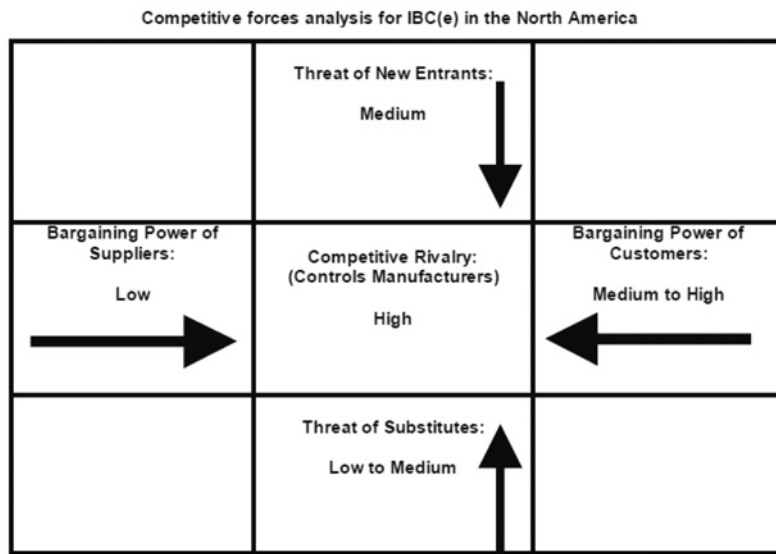 Competitive forces analysis for IBC(e) in the North America
Threat of New Entrants:
Medium
Bargaining Power of
Suppliers:
Low
Competitive Rivalry:
(Controls Manufacturers)
High
Bargaining Power of
Customers:
Medium to High
Threat of Substitutes:
Low to Medium